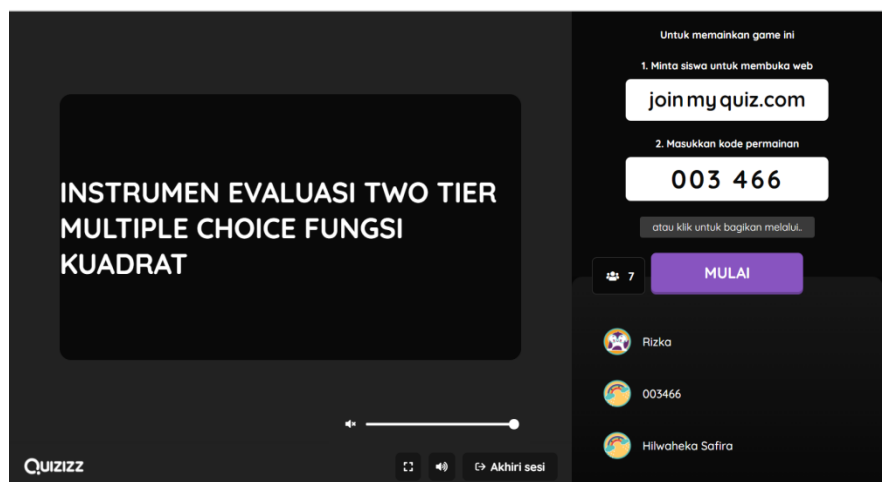 INSTRUMEN EVALUASI TWO TIER
MULTIPLE CHOICE FUNGSI
KUADRAT
Quizizz
Akhiri sesi
Untuk memainkan game ini
1. Minta siswa untuk membuka web
joinmyquiz.com
2. Masukkan kode permainan
003 466
atau klik untuk bagikan melalui..
7
MULAI
Rizka
003466
Hilwaheka Safira